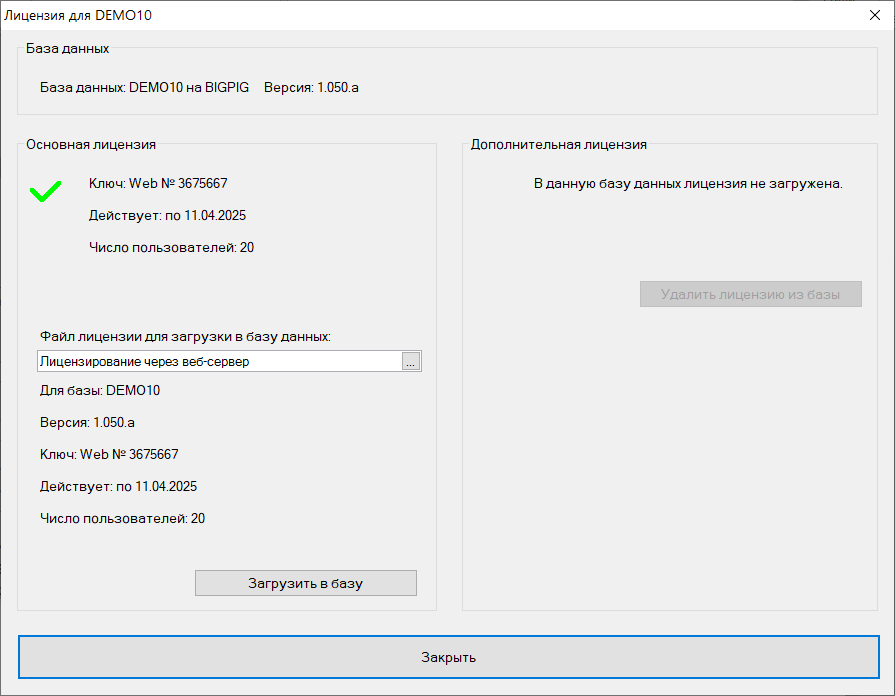 Лицензия для DEMO10
База данных
База данных: DEMO10 на BIGPIG Версия: 1.050.a
Основная лицензия
Ключ: Web № 3675667
Действует: по 11.04.2025
Число пользователей: 20
Файл лицензии для загрузки в базу данных:
Лицензирование через веб-сервер ...
Для базы: DEMO10
Версия: 1.050.a
Ключ: Web № 3675667
Действует: по 11.04.2025
Число пользователей: 20
Загрузить в базу
Дополнительная лицензия
В данную базу данных лицензия не загружена.
Удалить лицензию из базы
Закрыть